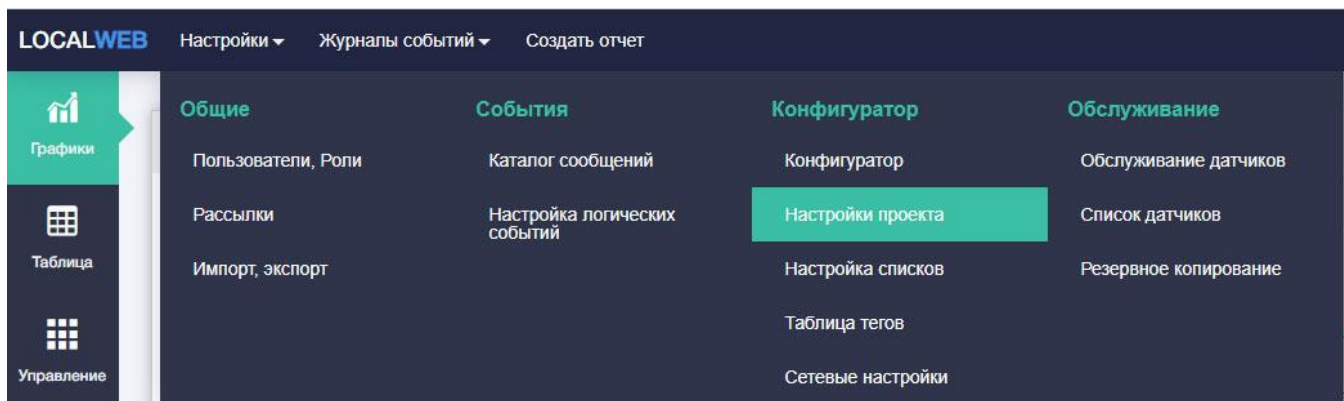 LOCALWEB Настройки Журналы событий Создать отчет
Графики
Таблица
Управление
Общие
Пользователи, Роли
Рассылки
Импорт, экспорт
События
Каталог сообщений
Настройка логических
событий
Конфигуратор
Конфигуратор
Настройки проекта
Настройка списков
Таблица тегов
Сетевые настройки
Обслуживание
Обслуживание датчиков
Список датчиков
Резервное копирование